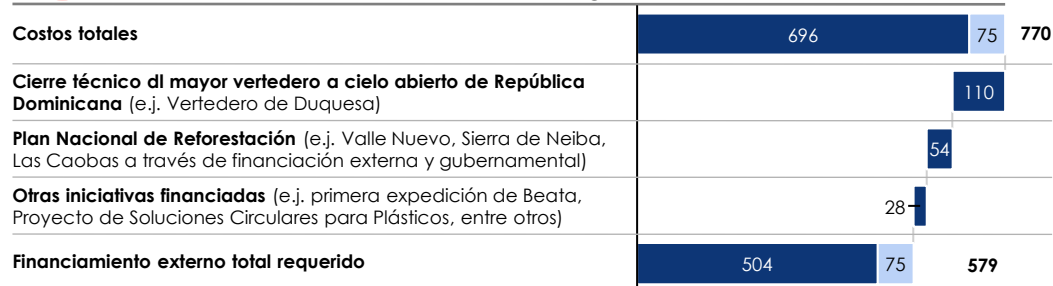 Costos totales
696 75 770
Cierre técnico dl mayor vertedero a cielo abierto de República
Dominicana (e.j. Vertedero de Duquesa)
110
Plan Nacional de Reforestación (e.j. Valle Nuevo, Sierra de Neiba,
Las Caobas a través de financiación externa y gubernamental)
54
Otras iniciativas financiadas (e.j. primera expedición de Beata,
Proyecto de Soluciones Circulares para Plásticos, entre otros)
28
Financiamiento externo total requerido
504 75 579